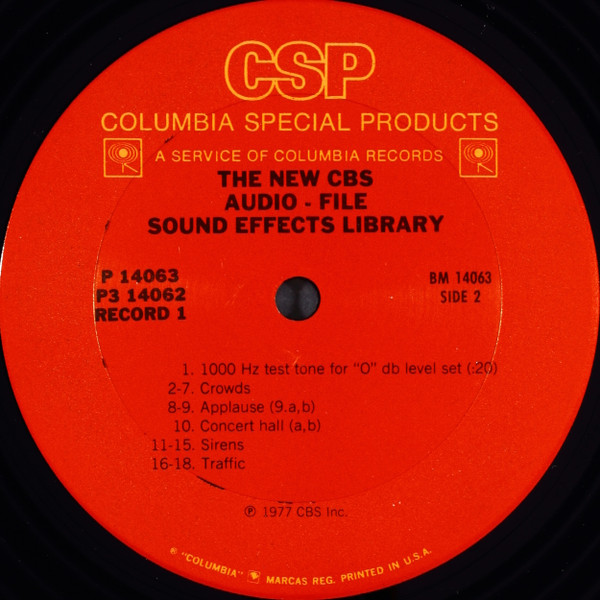 CSP
COLUMBIA SPECIAL PRODUCTS
A SERVICE OF COLUMBIA RECORDS
THE NEW CBS
AUDIO - FILE
SOUND EFFECTS LIBRARY
P 14063
P3 14062
RECORD 1
BM 14063
SIDE 2
1. 1000 Hz test tone for "O" db level set (:20)
2-7. Crowds
8-9. Applause (9.a,b)
10. Concert hall (a,b)
11-15. Sirens
16-18. Traffic
℗ 1977 CBS Inc.
® "COLUMBIA" MARCAS REG. PRINTED IN U.S.A.